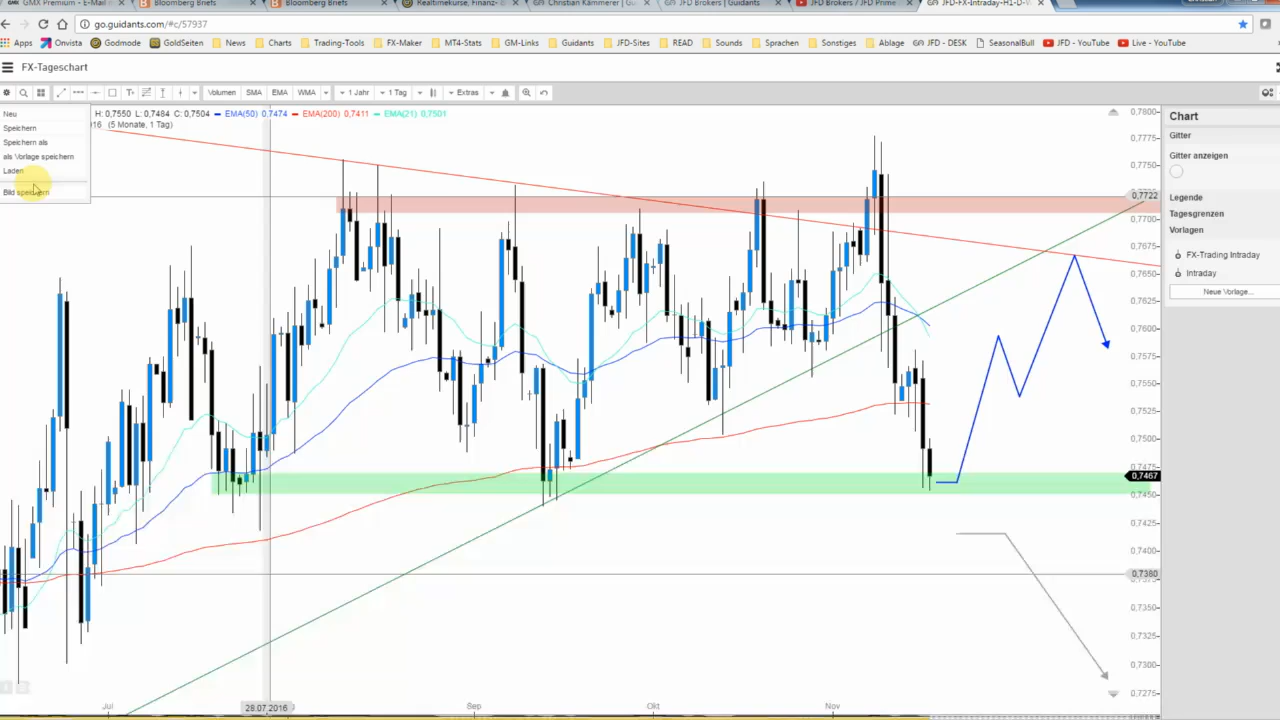 GMX Premium - E-Mail
Bloomberg Briefs
Bloomberg Briefs
Realtimekurse, Finanz-
Christian Kämmerer | Gu
JFD Brokers | Guidants
JFD Brokers / JFD Prime
JFD-FX-Intraday-H1-D-W
go.guidants.com/#c/57937
Apps Onvista Godmode GoldSeiten News Charts Trading-Tools FX-Maker MT4-Stats GM-Links Guidants JFD-Sites READ Sounds Sprachen Sonstiges Ablage JFD - DESK SeasonalBull JFD - YouTube Live - YouTube
FX-Tageschart
Volumen SMA EMA WMA 1 Jahr 1 Tag Extras
Neu
Speichern
Speichern als
als Vorlage speichern
Laden
Bild speichern
H: 0,7550 L: 0,7484 C: 0,7504 EMA(50) 0,7474 EMA(200) 0,7411 EMA(21) 0,7501
2016 (5 Monate, 1 Tag)
0,7800
0,7775
0,7750
0,7722
0,7700
0,7675
0,7650
0,7625
0,7600
0,7575
0,7550
0,7525
0,7500
0,7475
0,7467
0,7450
0,7425
0,7400
0,7380
0,7350
0,7325
0,7300
0,7275
Jul
28.07.2016
Sep
Okt
Nov
Chart
Gitter
Gitter anzeigen
Legende
Tagesgrenzen
Vorlagen
FX-Trading Intraday
Intraday
Neue Vorlage...